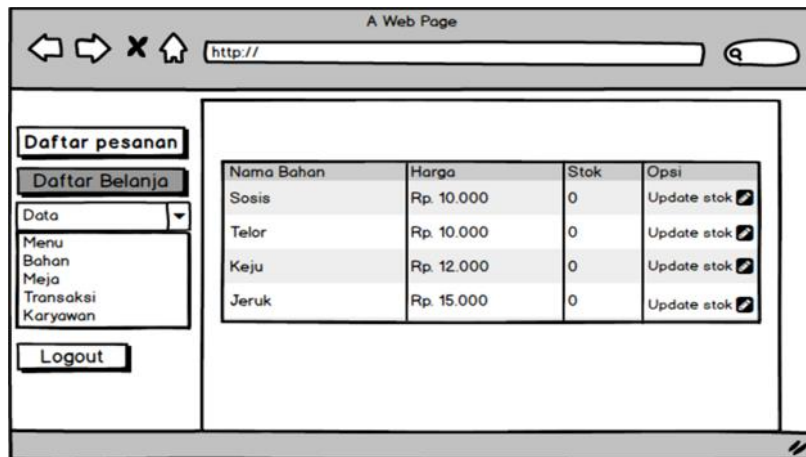 A Web Page
http://
Daftar pesanan
Daftar Belanja
Data
Menu
Bahan
Meja
Transaksi
Karyawan
Logout
Nama Bahan Harga Stok Opsi
Sosis Rp. 10.000 0 Update stok
Telor Rp. 10.000 0 Update stok
Keju Rp. 12.000 0 Update stok
Jeruk Rp. 15.000 0 Update stok